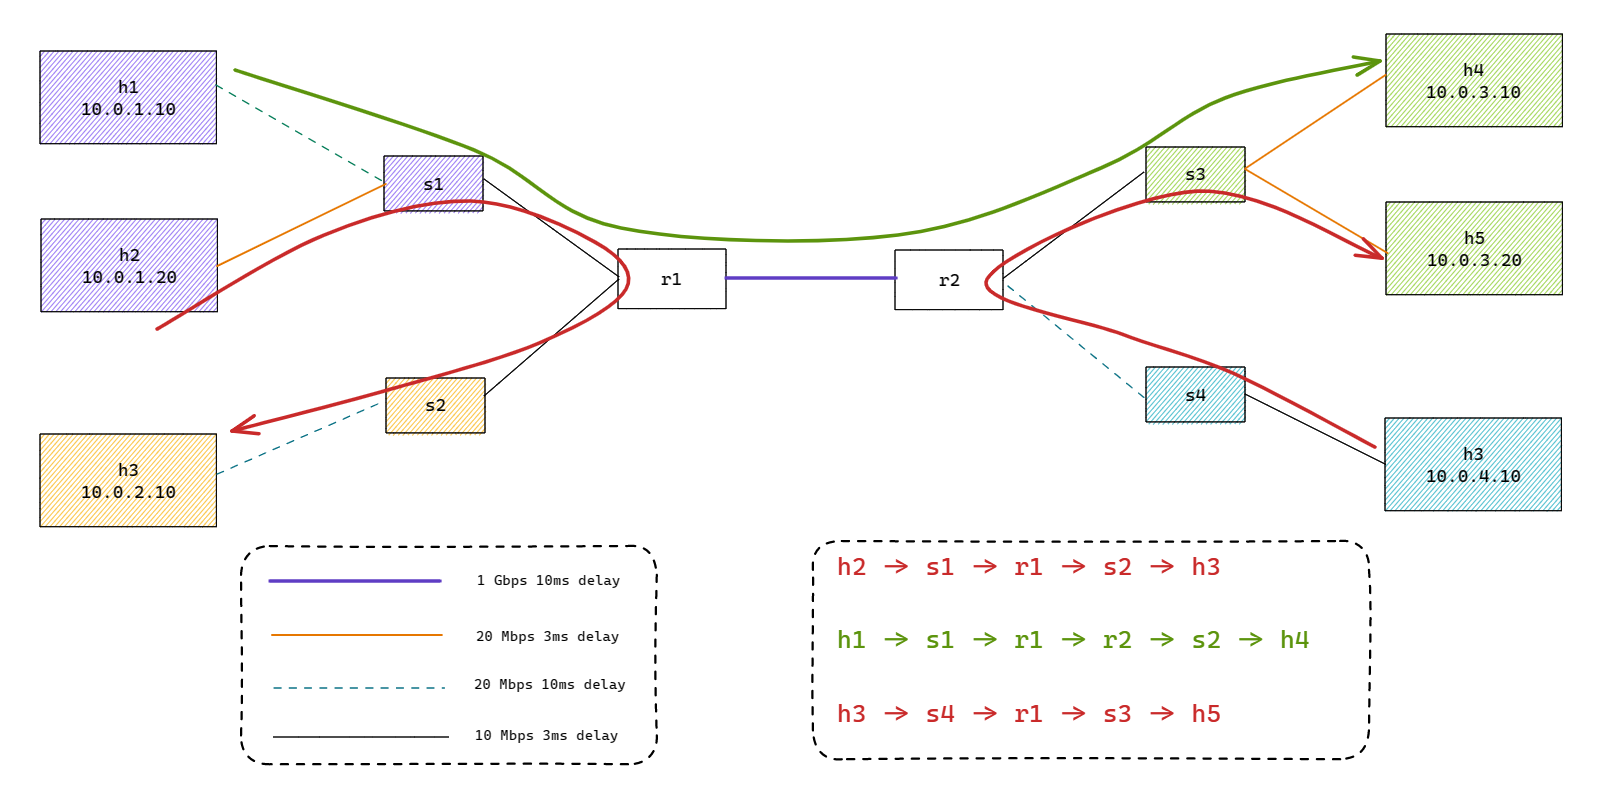 h1
10.0.1.10
h4
10.0.3.10
s1
s3
h2
10.0.1.20
r1
r2
h5
10.0.3.20
s2
s4
h3
10.0.2.10
h3
10.0.4.10
1 Gbps 10ms delay
20 Mbps 3ms delay
20 Mbps 10ms delay
10 Mbps 3ms delay
h2 → s1 → r1 → s2 → h3
h1 → s1 → r1 → r2 → s2 → h4
h3 → s4 → r1 → s3 → h5